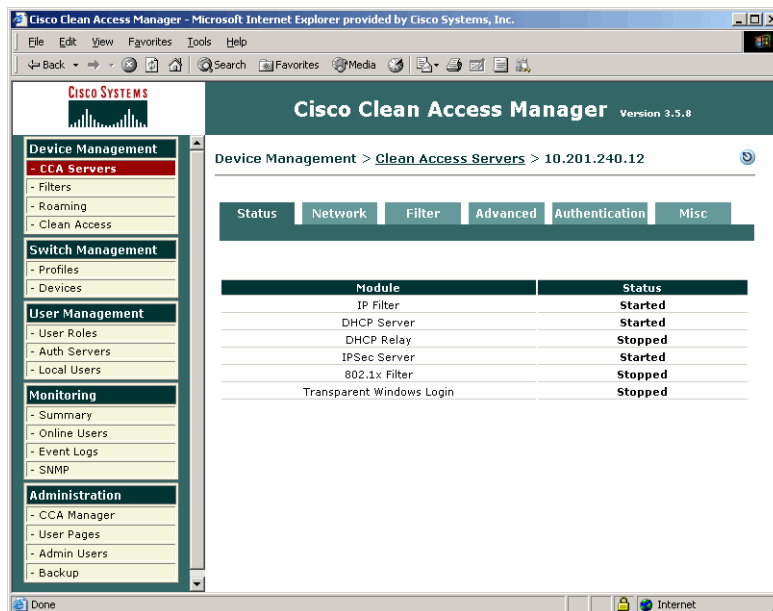 Cisco Clean Access Manager - Microsoft Internet Explorer provided by Cisco Systems, Inc.
File Edit View Favorites Tools Help
Back Search Favorites Media
CISCO SYSTEMS
Cisco Clean Access Manager Version 3.5.8
Device Management
- CCA Servers
- Filters
- Roaming
- Clean Access
Switch Management
- Profiles
- Devices
User Management
- User Roles
- Auth Servers
- Local Users
Monitoring
- Summary
- Online Users
- Event Logs
- SNMP
Administration
- CCA Manager
- User Pages
- Admin Users
- Backup
Device Management > Clean Access Servers > 10.201.240.12
Status Network Filter Advanced Authentication Misc
Module Status
IP Filter Started
DHCP Server Started
DHCP Relay Stopped
IPSec Server Started
802.1x Filter Stopped
Transparent Windows Login Stopped
Done Internet